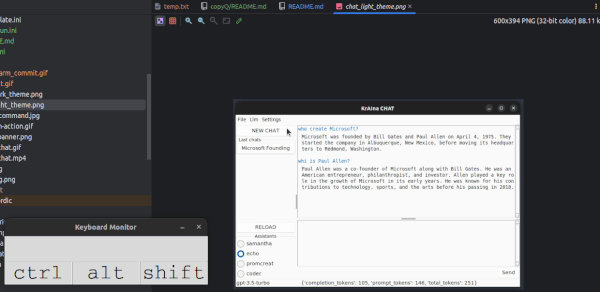 temp.txt
copyQ/README.md
README.md
chat_light_theme.png
600x394 PNG (32-bit color) 88.11 k
late.ini
un.ini
E.md
ni
arm_commit.gif
t.gif
rk_theme.png
ght_theme.png
command.jpg
n-action.gif
anner.png
hat.gif
hat.mp4
g
g.png
t
rdic
KrAIna CHAT
File Llm Settings
NEW CHAT
Last chats
Microsoft Founding
who create Microsoft?
Microsoft was founded by Bill Gates and Paul Allen on April 4, 1975. They
started the company in Albuquerque, New Mexico, before moving its headquar
ters to Redmond, Washington.
whi is Paul Allen?
Paul Allen was a co-founder of Microsoft along with Bill Gates. He was an
American entrepreneur, philanthropist, and investor. Allen played a key ro
le in the growth of Microsoft in its early years. He was known for his con
tributions to technology, sports, and the arts before his passing in 2018.
RELOAD
Assistants
samantha
echo
promcreat
coder
Send
gpt-3.5-turbo
{'completion_tokens': 105, 'prompt_tokens': 146, 'total_tokens': 251}
Keyboard Monitor
ctrl alt shift